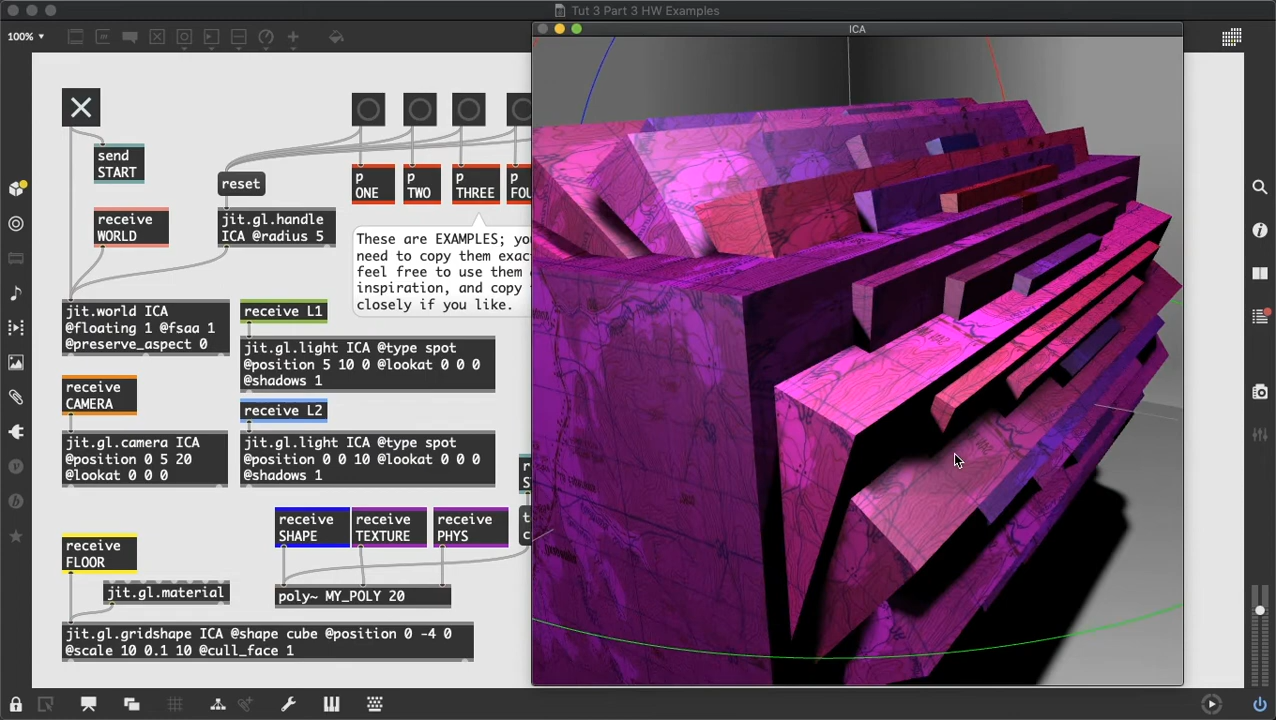 Tut 3 Part 3 HW Examples
ICA
100%
send
START
receive
WORLD
reset
jit.gl.handle
ICA @radius 5
p
ONE
p
TWO
p
THREE
p
FOU
These are EXAMPLES; yo
need to copy them exac
feel free to use them
inspiration, and copy
closely if you like.
jit.world ICA
@floating 1 @fsaa 1
@preserve_aspect 0
receive L1
jit.gl.light ICA @type spot
@position 5 10 0 @lookat 0 0 0
@shadows 1
receive
CAMERA
receive L2
jit.gl.camera ICA
@position 0 5 20
@lookat 0 0 0
jit.gl.light ICA @type spot
@position 0 0 10 @lookat 0 0 0
@shadows 1
receive
SHAPE
receive
TEXTURE
receive
PHYS
receive
FLOOR
jit.gl.material
poly~ MY_POLY 20
jit.gl.gridshape ICA @shape cube @position 0 -4 0
@scale 10 0.1 10 @cull_face 1